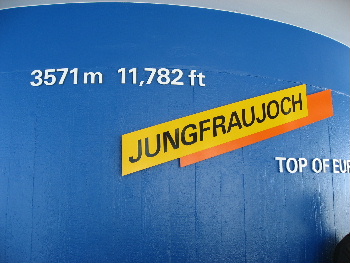 3571 m 11,782 ft
JUNGFRAUJOCH
TOP OF EUR